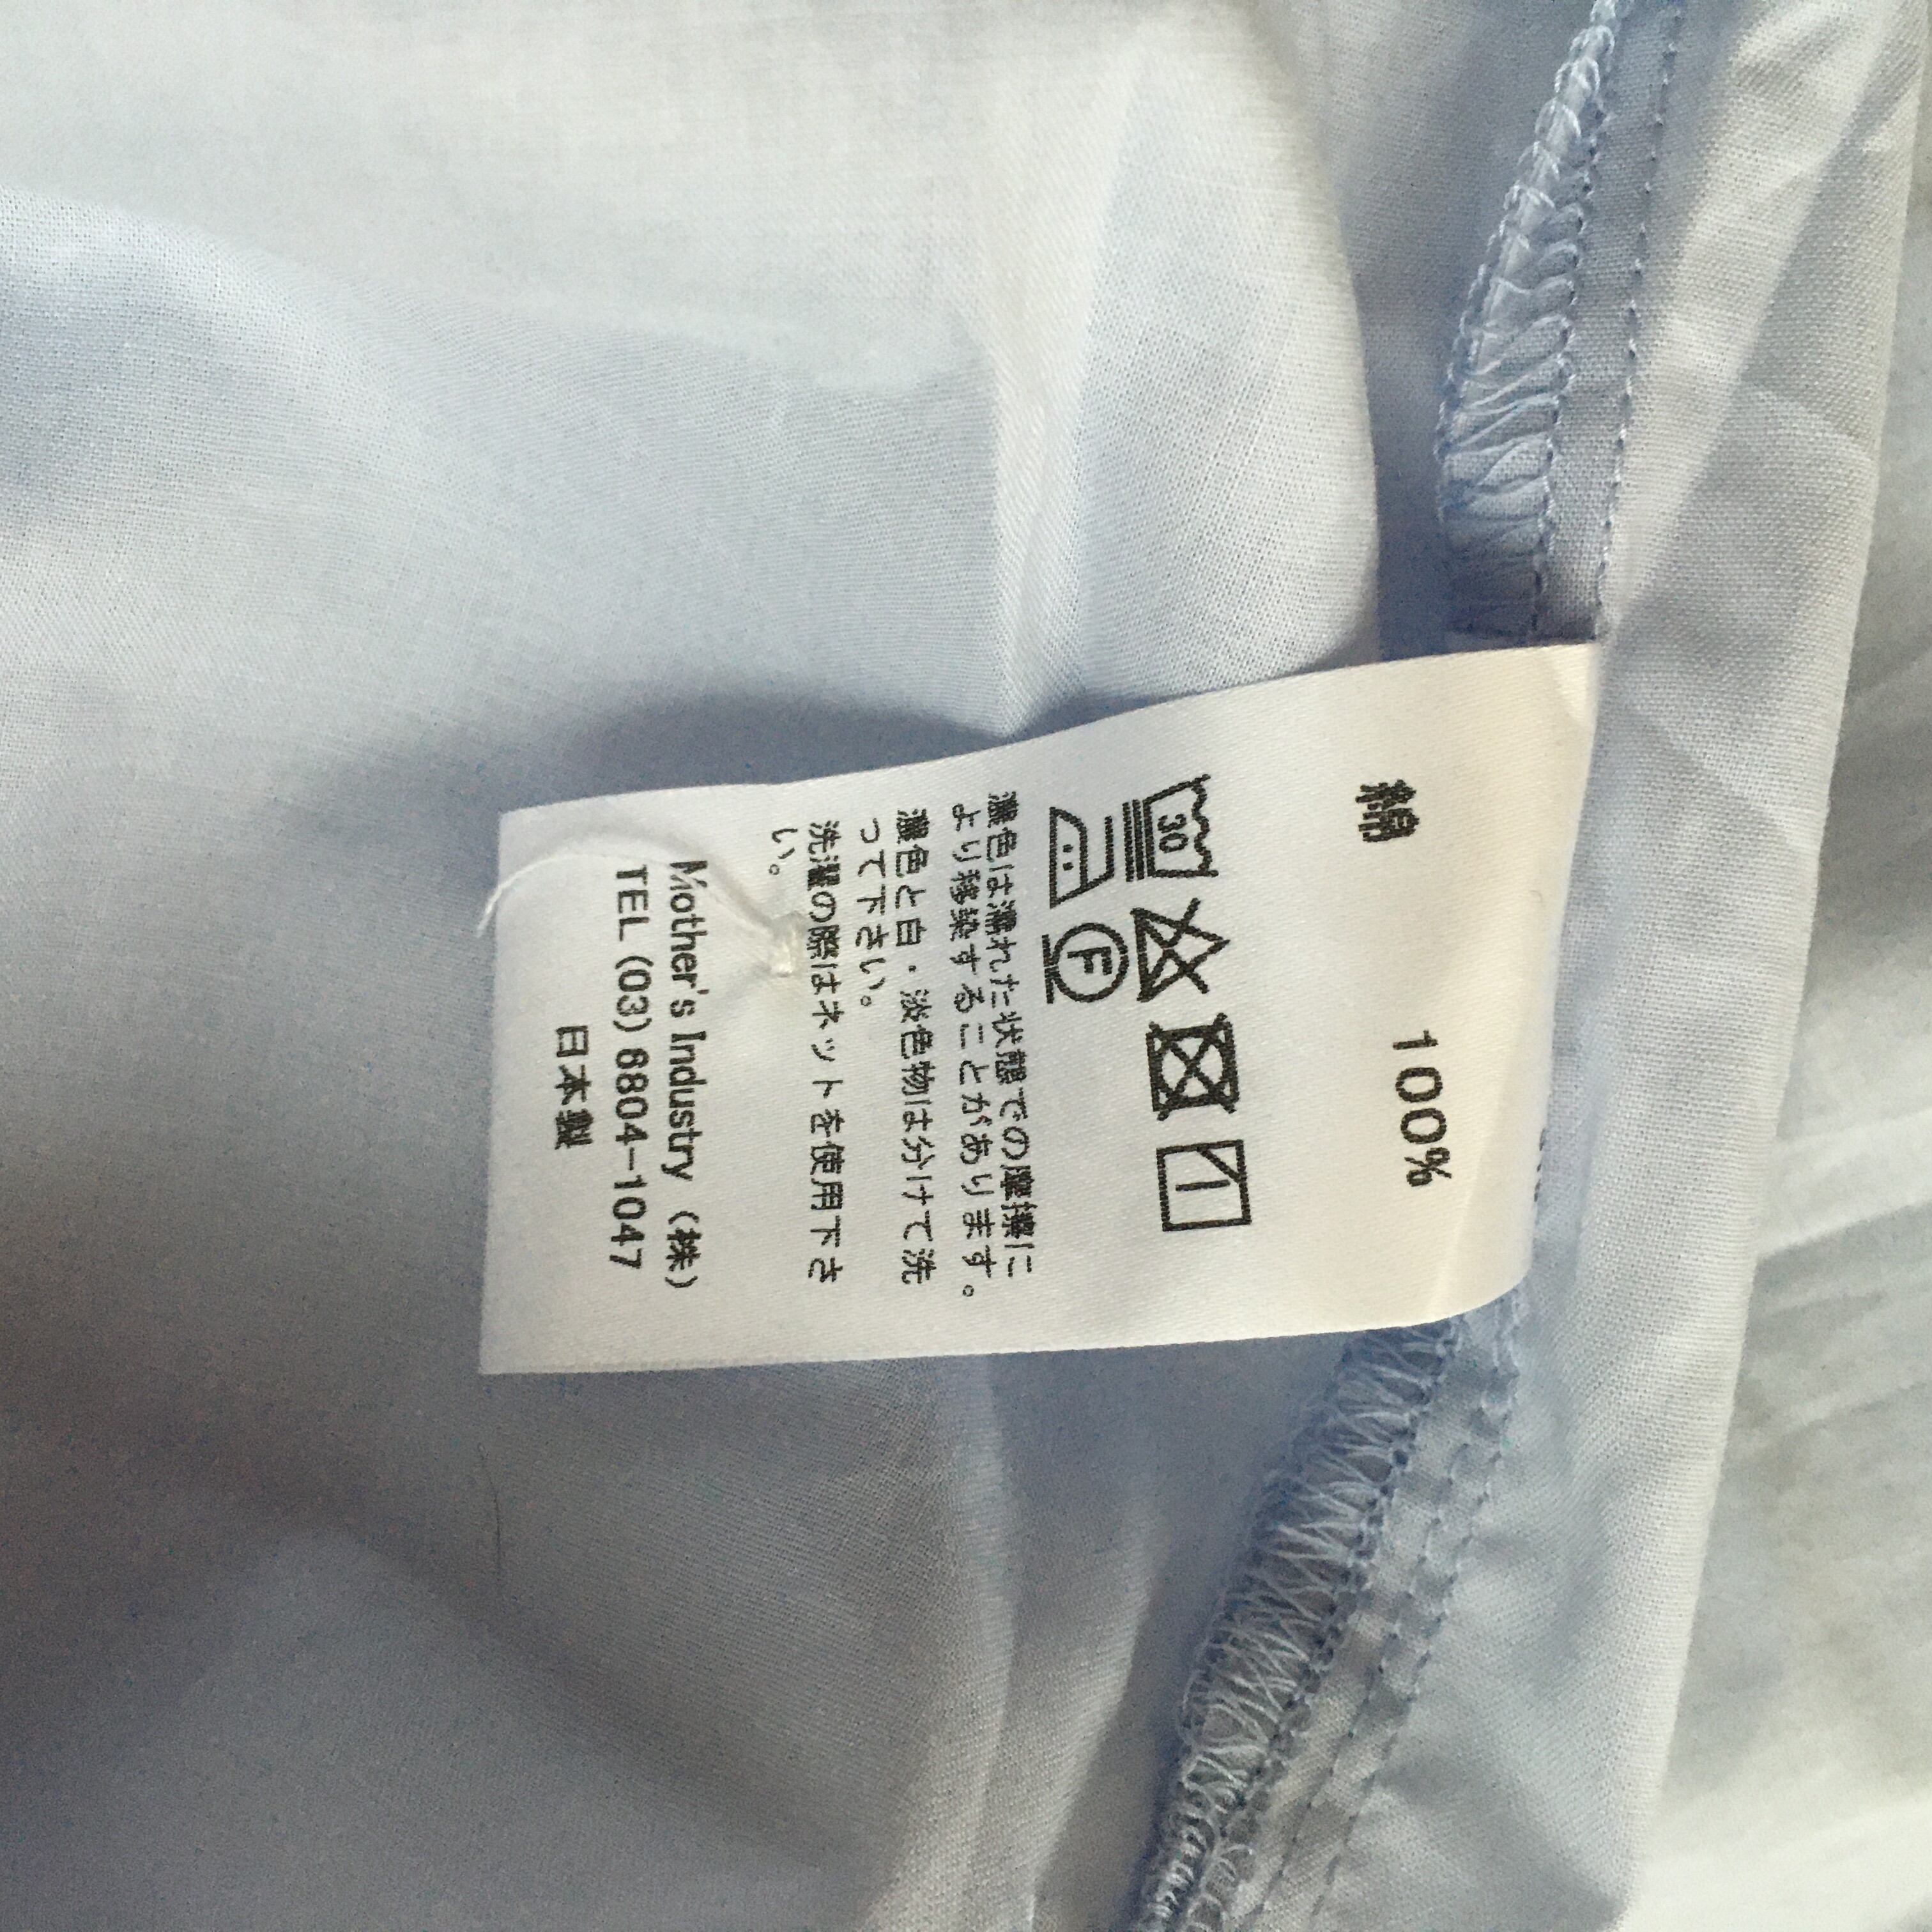 綿 100%
30
F
濃色は濡れた状態での摩擦に
より移染することがあります。
濃色と白・淡色物は分けて洗
って下さい。
洗濯の際はネットを使用下さ
い。
Mother's Industry (株)
TEL (03) 6804-1047
日本製